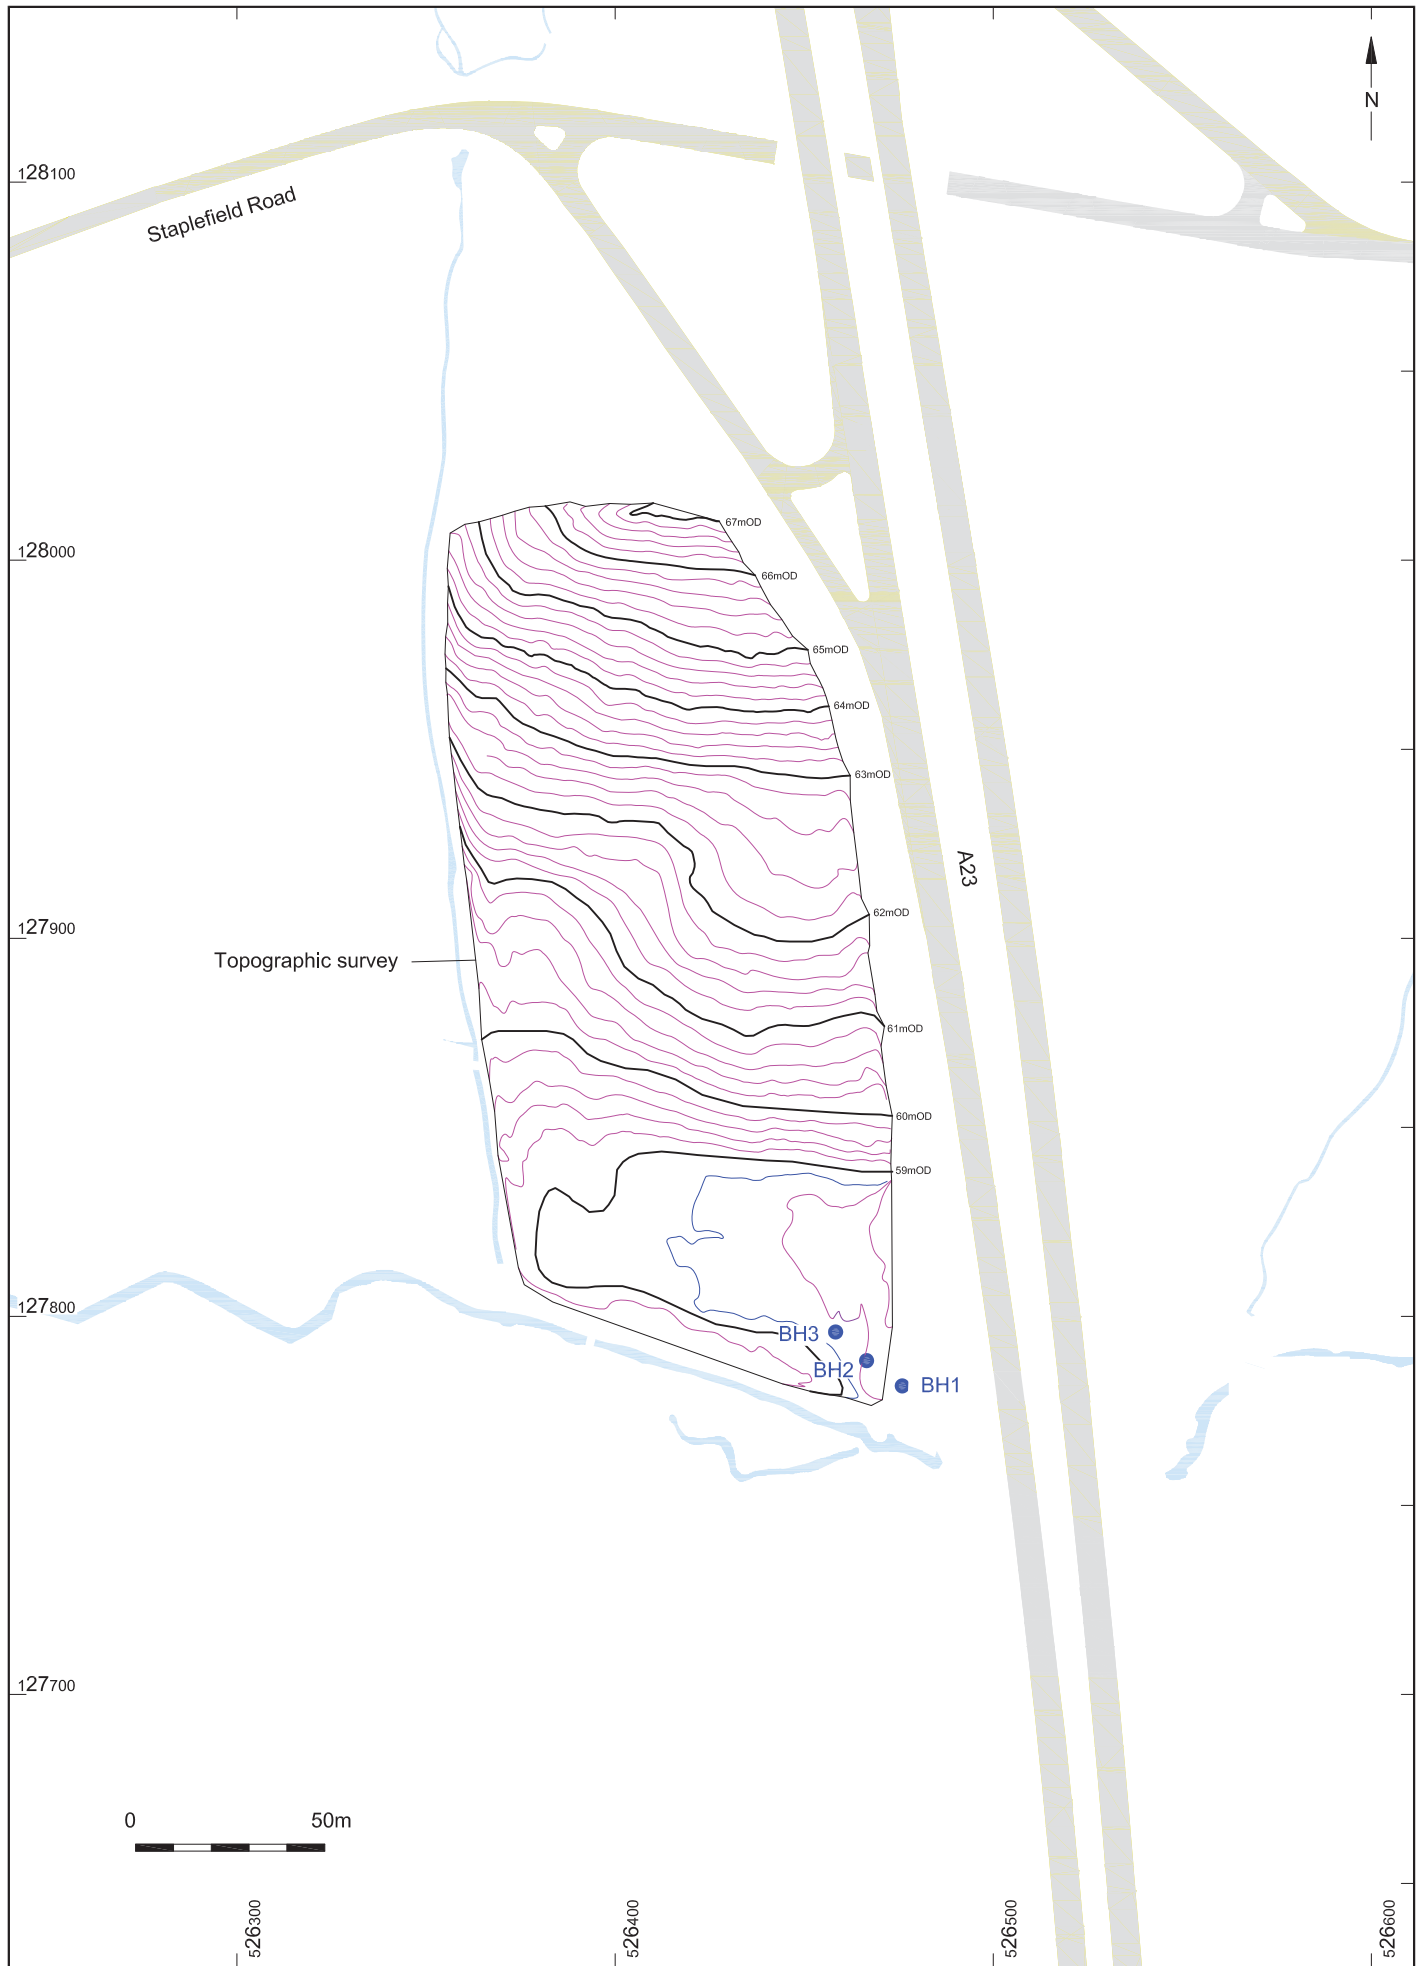 N
128100
Staplefield Road
67mOD
128000
66mOD
65mOD
64mOD
63mOD
A23
62mOD
127900
Topographic survey
61mOD
60mOD
59mOD
127800
BH3
BH2
BH1
127700
0 50m
526300 526400 526500 526600